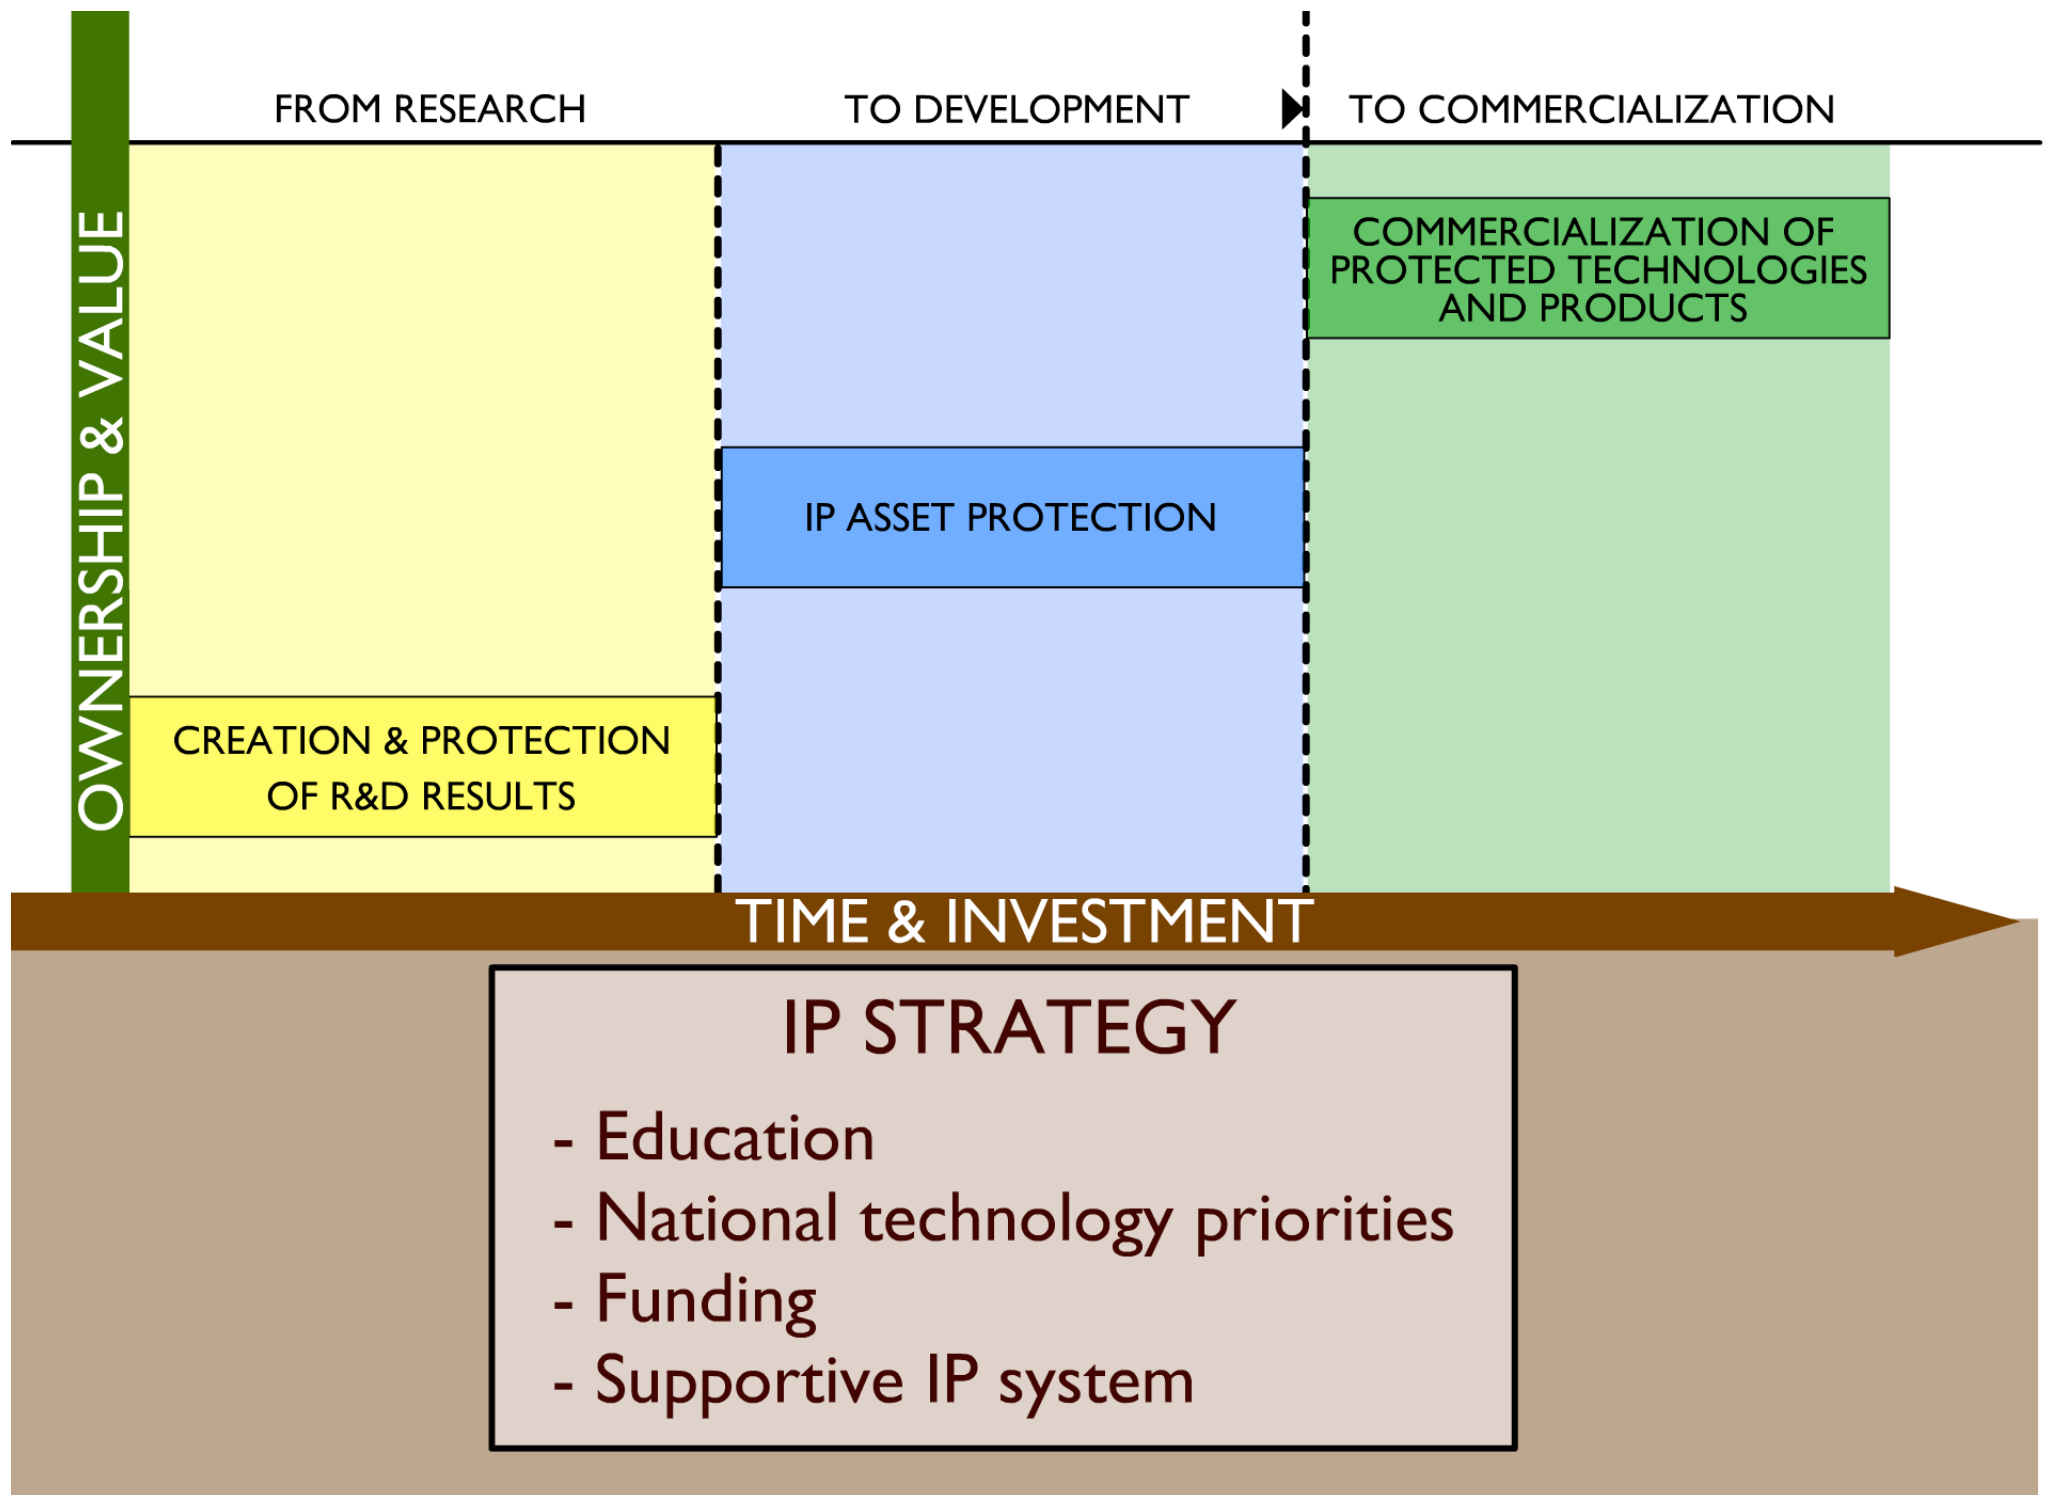 FROM RESEARCH
TO DEVELOPMENT
TO COMMERCIALIZATION
OWNERSHIP & VALUE
COMMERCIALIZATION OF
PROTECTED TECHNOLOGIES
AND PRODUCTS
IP ASSET PROTECTION
CREATION & PROTECTION
OF R&D RESULTS
TIME & INVESTMENT
IP STRATEGY
- Education
- National technology priorities
- Funding
- Supportive IP system